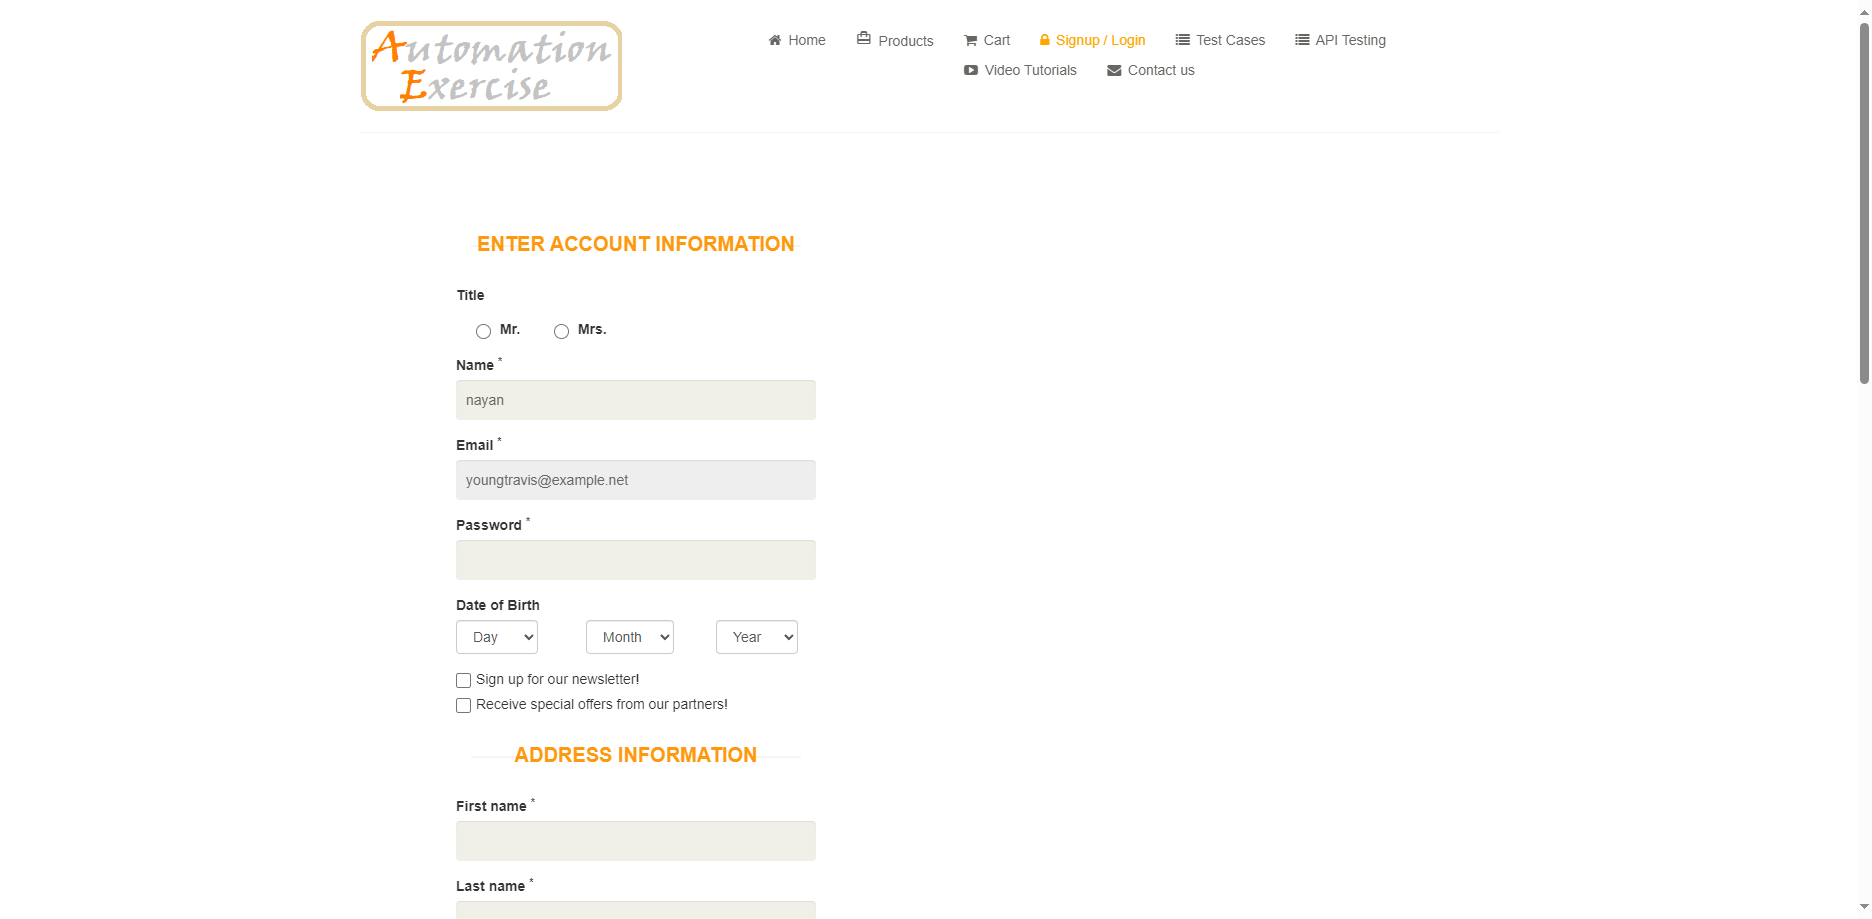 Automation
Exercise
Home Products Cart Signup / Login Test Cases API Testing
Video Tutorials Contact us
ENTER ACCOUNT INFORMATION
Title
Mr. Mrs.
Name *
nayan
Email *
youngtravis@example.net
Password *
Date of Birth
Day Month Year
Sign up for our newsletter!
Receive special offers from our partners!
ADDRESS INFORMATION
First name *
Last name *